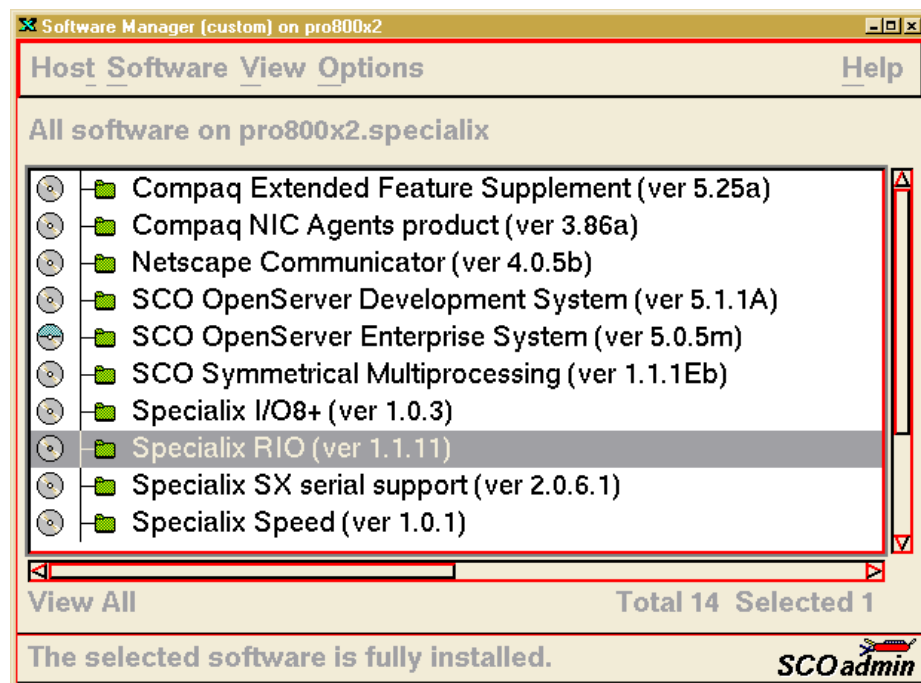 Software Manager (custom) on pro800x2
Host Software View Options Help
All software on pro800x2.specialix
Compaq Extended Feature Supplement (ver 5.25a)
Compaq NIC Agents product (ver 3.86a)
Netscape Communicator (ver 4.0.5b)
SCO OpenServer Development System (ver 5.1.1A)
SCO OpenServer Enterprise System (ver 5.0.5m)
SCO Symmetrical Multiprocessing (ver 1.1.1Eb)
Specialix I/O8+ (ver 1.0.3)
Specialix RIO (ver 1.1.11)
Specialix SX serial support (ver 2.0.6.1)
Specialix Speed (ver 1.0.1)
View All Total 14 Selected 1
The selected software is fully installed.
SCOadmin